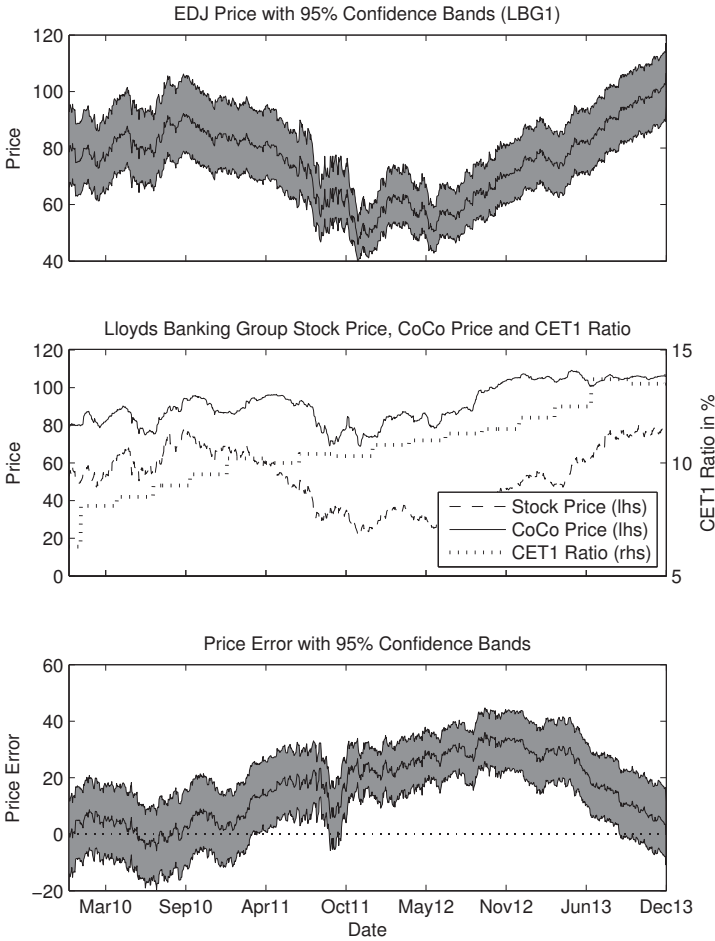 EDJ Price with 95% Confidence Bands (LBG1)
120
100
80
60
40
Price
Lloyds Banking Group Stock Price, CoCo Price and CET1 Ratio
120
100
80
60
40
20
0
Price
15
10
5
CET1 Ratio in %
Stock Price (lhs)
CoCo Price (lhs)
CET1 Ratio (rhs)
Price Error with 95% Confidence Bands
60
40
20
0
−20
Price Error
Mar10 Sep10 Apr11 Oct11 May12 Nov12 Jun13 Dec13
Date